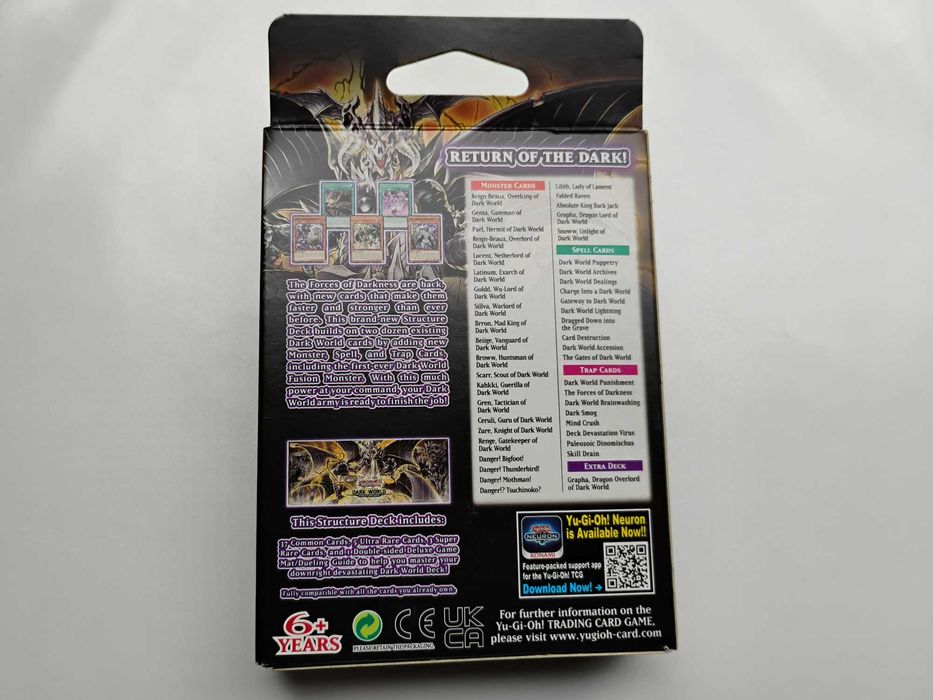 RETURN OF THE DARK!
MONSTER CARDS
Reign-Beaux, Overking of
Dark World
Genta, Gateman of
Dark World
Parl, Hermit of Dark World
Reign-Beaux, Overlord of
Dark World
Lucent, Netherlord of
Dark World
Latinum, Exarch of
Dark World
Goldd, Wu-Lord of
Dark World
Sillva, Warlord of
Dark World
Brron, Mad King of
Dark World
Beiige, Vanguard of
Dark World
Broww, Huntsman of
Dark World
Scarr, Scout of Dark World
Kahkki, Guerilla of
Dark World
Gren, Tactician of
Dark World
Ceruli, Guru of Dark World
Zure, Knight of Dark World
Renge, Gatekeeper of
Dark World
Danger! Bigfoot!
Danger! Thunderbird!
Danger! Mothman!
Danger!? Tsuchinoko?
Lilith, Lady of Lament
Fabled Raven
Absolute King Back Jack
Grapha, Dragon Lord of
Dark World
Snoww, Unlight of
Dark World
SPELL CARDS
Dark World Puppetry
Dark World Archives
Dark World Dealings
Charge Into a Dark World
Gateway to Dark World
Dark World Lightning
Dragged Down into
the Grave
Card Destruction
Dark World Accession
The Gates of Dark World
TRAP CARDS
Dark World Punishment
The Forces of Darkness
Dark World Brainwashing
Dark Smog
Mind Crush
Deck Devastation Virus
Paleozoic Dinomischus
Skill Drain
EXTRA DECK
Grapha, Dragon Overlord
of Dark World
The Forces of Darkness are back,
with new cards that make them
faster and stronger than ever
before. This brand-new Structure
Deck builds on two dozen existing
Dark World cards by adding new
Monster, Spell, and Trap Cards,
including the first-ever Dark World
Fusion Monster. With this much
power at your command, your Dark
World army is ready to finish the job!
DARK WORLD
This Structure Deck includes:
37 Common Cards, 5 Ultra Rare Cards, 3 Super
Rare Cards, and 1 Double-sided Deluxe Game
Mat/Dueling Guide to help you master your
downright devastating Dark World Deck!
Fully compatible with all the cards you already own.
NEURON
KONAMI
Yu-Gi-Oh! Neuron
is Available Now!!
Feature-packed support app
for the Yu-Gi-Oh! TCG
Download Now! →
6+
YEARS
PLEASE RETAIN THE PACKAGING.
CE
UK
CA
For further information on the
Yu-Gi-Oh! TRADING CARD GAME,
please visit www.yugioh-card.com